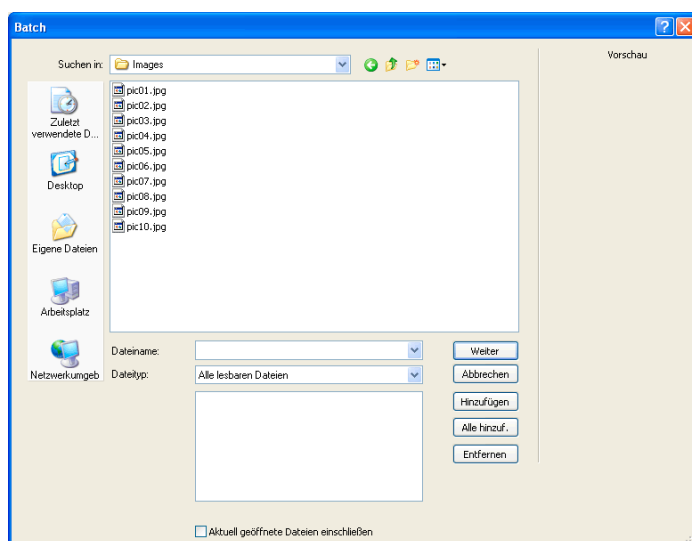 Batch
Suchen in: Images
Vorschau
Zuletzt
verwendete D...
Desktop
Eigene Dateien
Arbeitsplatz
Netzwerkumgeb
pic01.jpg
pic02.jpg
pic03.jpg
pic04.jpg
pic05.jpg
pic06.jpg
pic07.jpg
pic08.jpg
pic09.jpg
pic10.jpg
Dateiname:
Weiter
Dateityp: Alle lesbaren Dateien
Abbrechen
Hinzufügen
Alle hinzuf.
Entfernen
Aktuell geöffnete Dateien einschließen